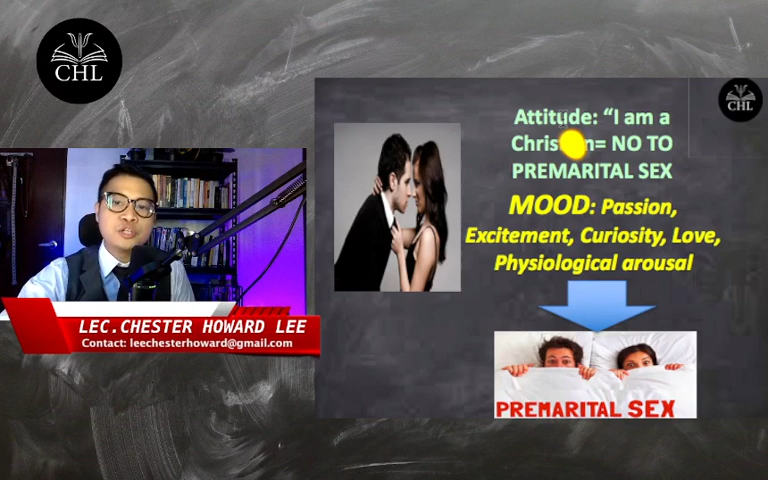 CHL
CHL
Attitude: “I am a
= NO TO
PREMARITAL SEX
MOOD: Passion,
Excitement, Curiosity, Love,
Physiological arousal
LEC.CHESTER HOWARD LEE
Contact: leechesterhoward@gmail.com
PREMARITAL SEX